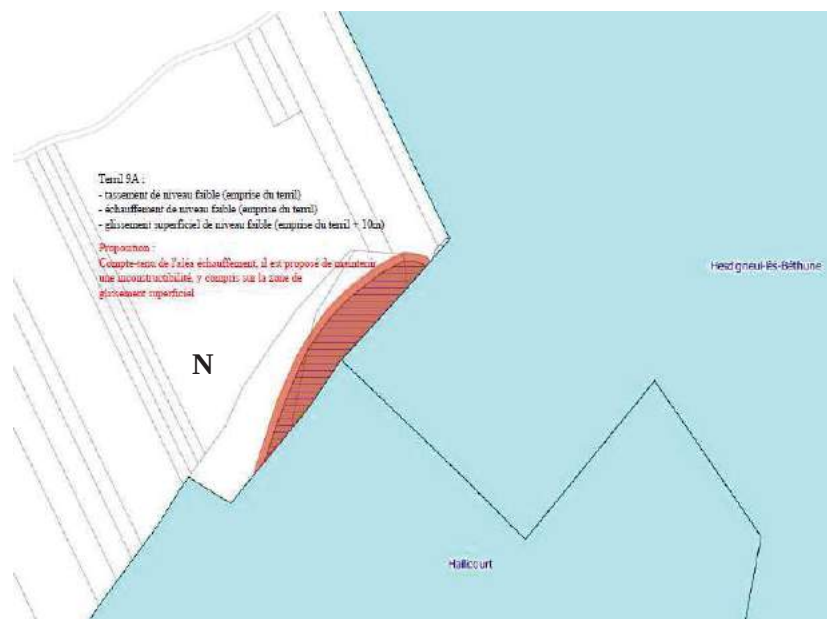 Terril 9A :
- tassement de niveau faible (emprise du terril)
- échauffement de niveau faible (emprise du terril)
- glissement superficiel de niveau faible (emprise du terril + 10m)
Proposition :
Compte-tenu de l'aléa échauffement, il est proposé de maintenir
une inconstructibilité, y compris sur la zone de
glissement superficiel
N
Hesdigneul-lès-Béthune
Haillicourt